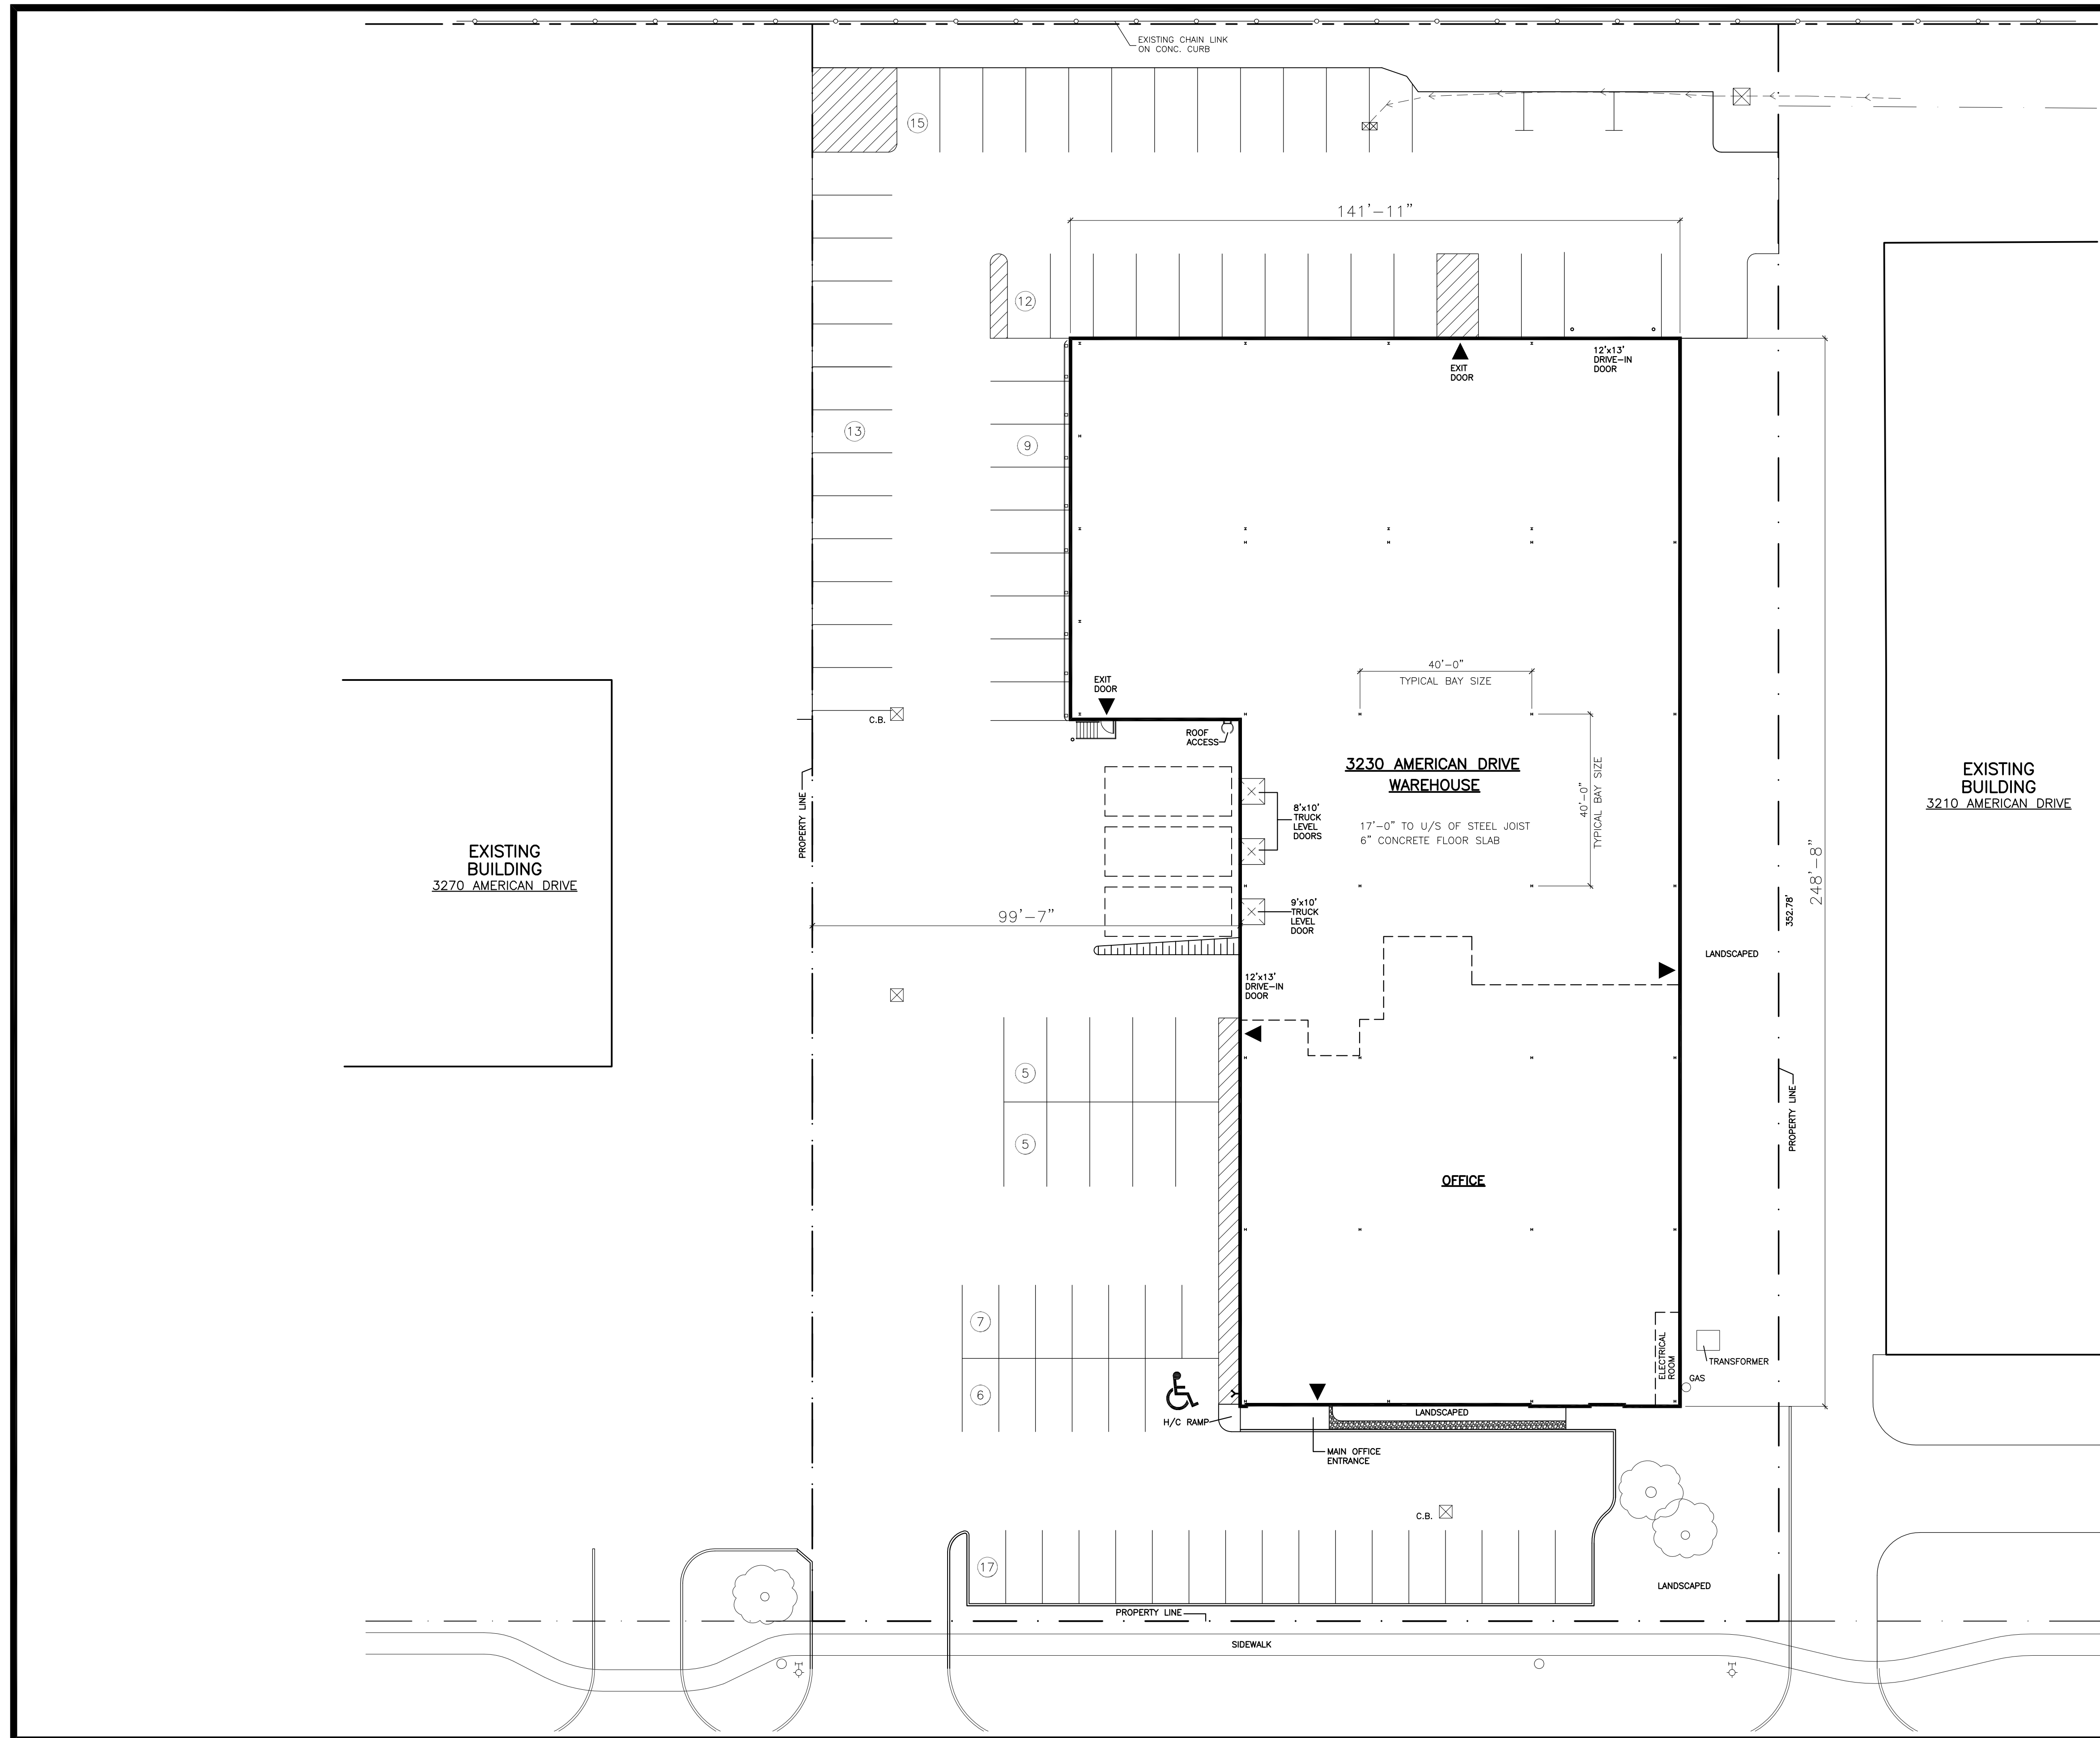 EXISTING CHAIN LINK
ON CONC. CURB
15
141'-11"
12
EXIT
DOOR
12'x13'
DRIVE-IN
DOOR
13
9
EXIT
DOOR
C.B.
ROOF
ACCESS
40'-0"
TYPICAL BAY SIZE
40'-0"
TYPICAL BAY SIZE
3230 AMERICAN DRIVE
WAREHOUSE
17'-0" TO U/S OF STEEL JOIST
6" CONCRETE FLOOR SLAB
8'x10'
TRUCK
LEVEL
DOORS
PROPERTY LINE
EXISTING
BUILDING
3270 AMERICAN DRIVE
EXISTING
BUILDING
3210 AMERICAN DRIVE
248'-8"
352.78'
99'-7"
9'x10'
TRUCK
LEVEL
DOOR
LANDSCAPED
12'x13'
DRIVE-IN
DOOR
5
5
PROPERTY LINE
OFFICE
7
6
ELECTRICAL
ROOM
TRANSFORMER
GAS
H/C RAMP
LANDSCAPED
MAIN OFFICE
ENTRANCE
C.B.
17
LANDSCAPED
PROPERTY LINE
SIDEWALK